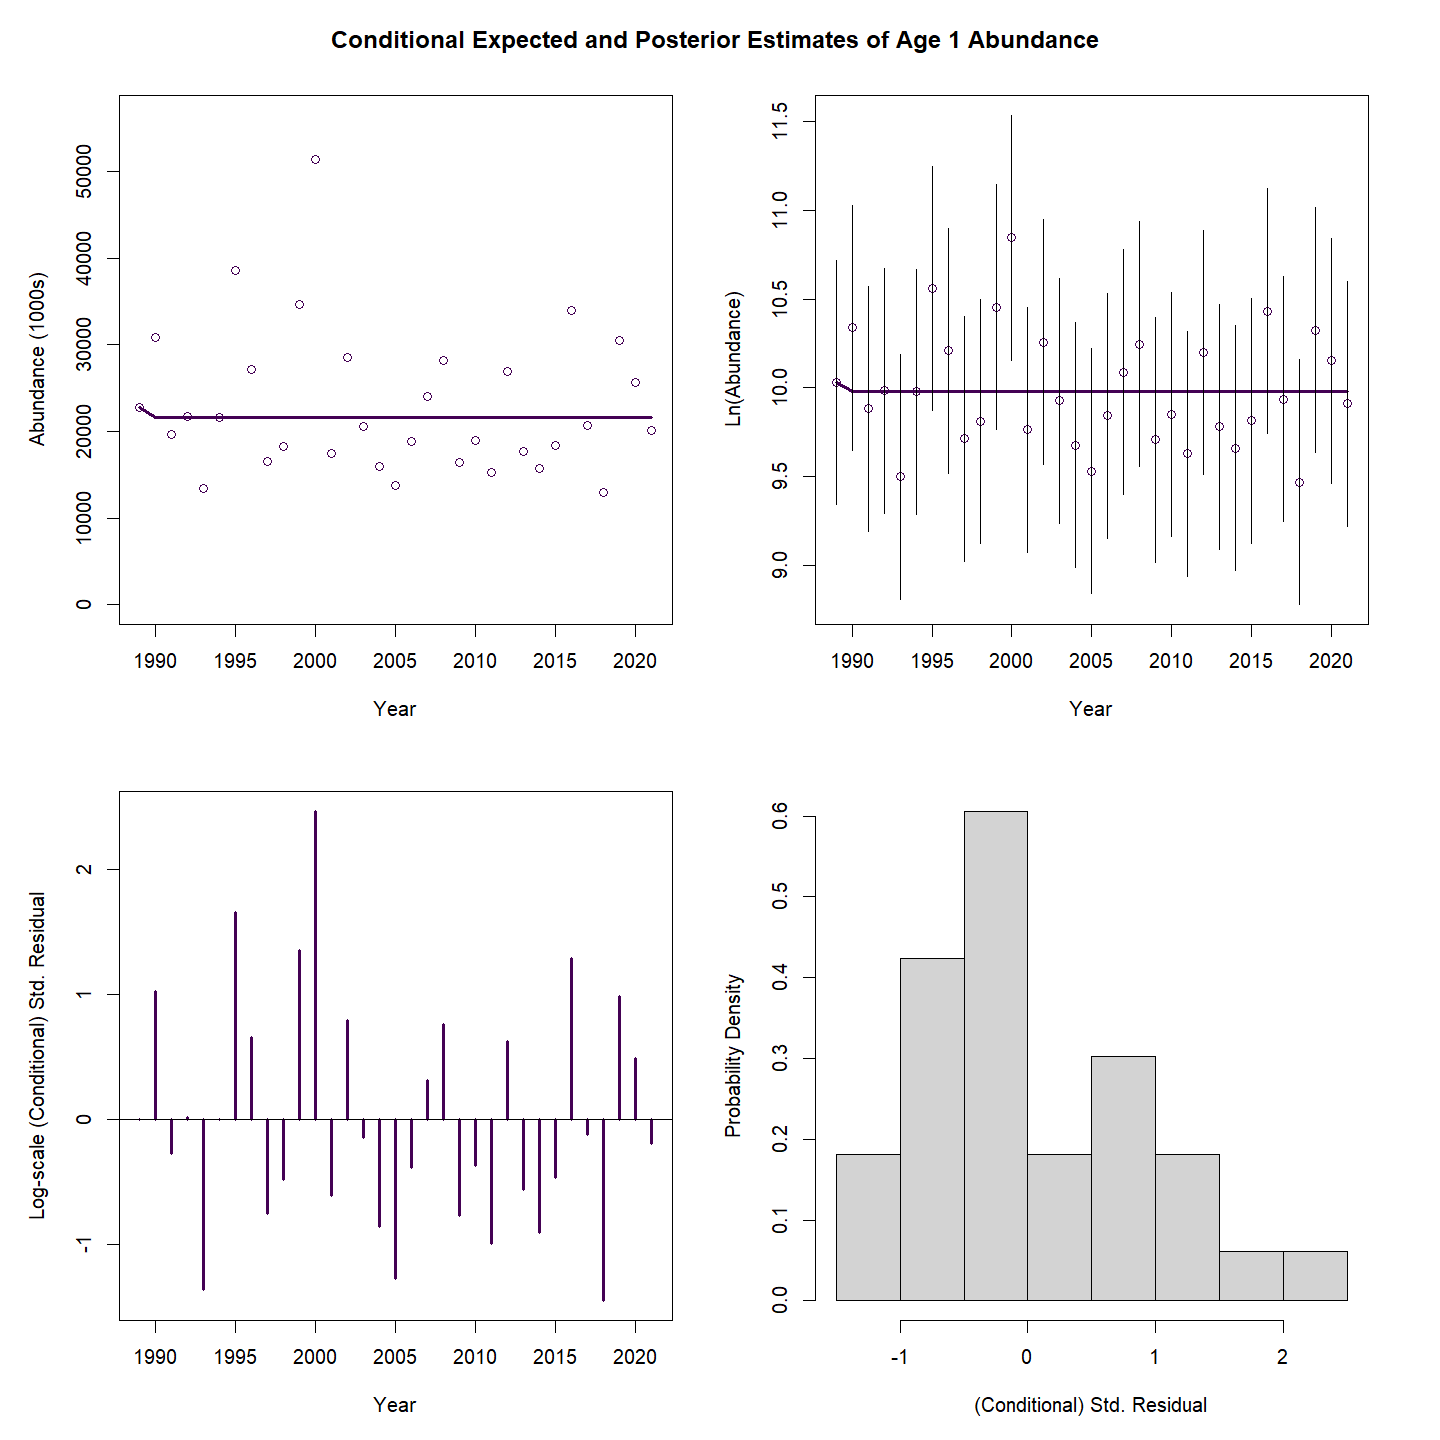 Conditional Expected and Posterior Estimates of Age 1 Abundance
Abundance (1000s)
50000
40000
30000
20000
10000
0
1990 1995 2000 2005 2010 2015 2020
Year
Ln(Abundance)
11.5
11.0
10.5
10.0
9.5
9.0
1990 1995 2000 2005 2010 2015 2020
Year
Log-scale (Conditional) Std. Residual
2
1
0
-1
1990 1995 2000 2005 2010 2015 2020
Year
Probability Density
0.6
0.5
0.4
0.3
0.2
0.1
0.0
-1 0 1 2
(Conditional) Std. Residual